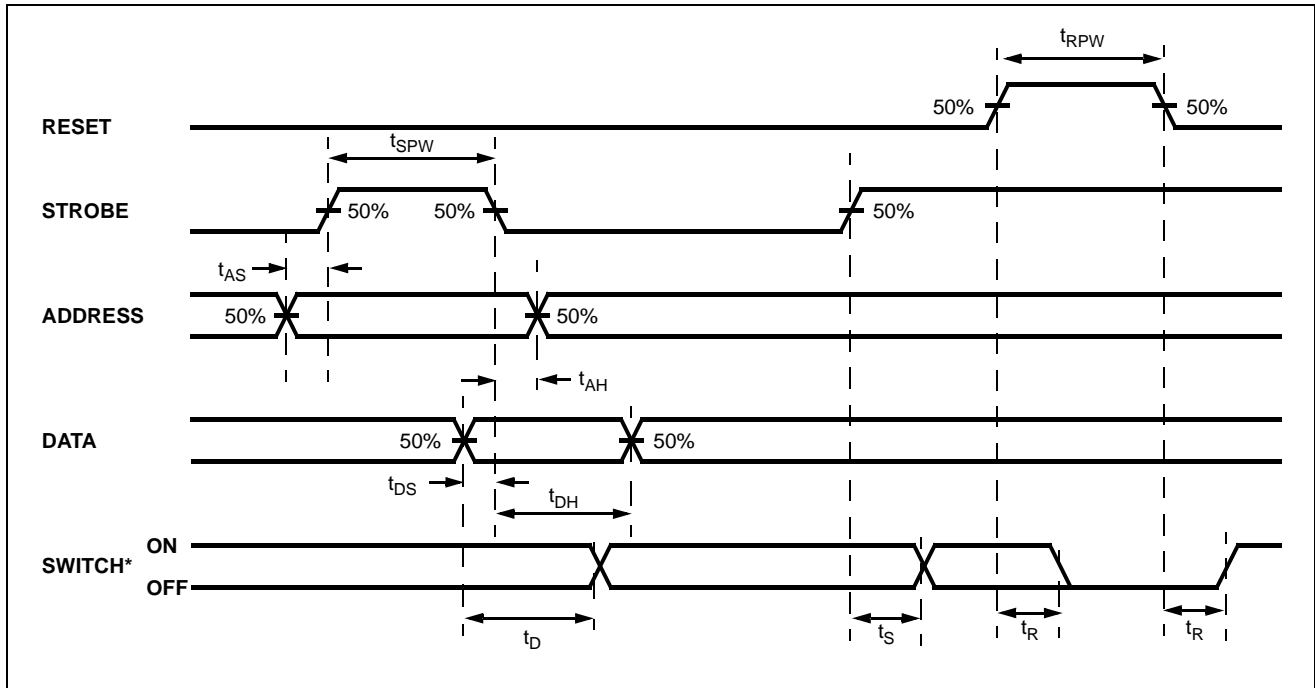 tRPW
50% 50%
RESET
tSPW
STROBE 50% 50% 50%
tAS
ADDRESS 50% 50%
tAH
DATA 50% 50%
tDS
tDH
ON
SWITCH*
OFF
tD tS tR tR